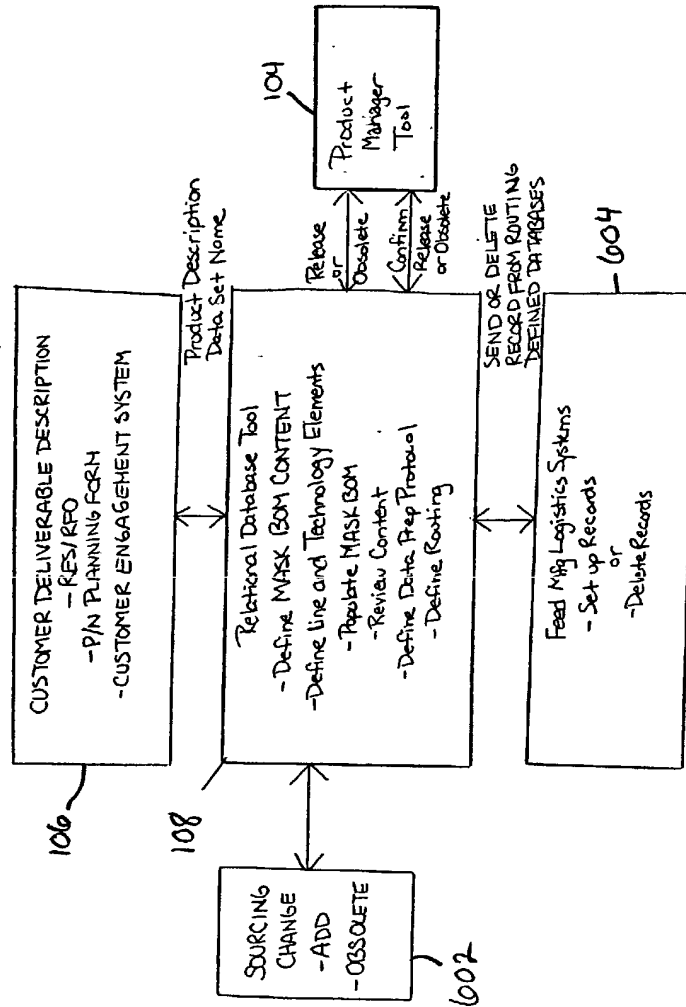 106
CUSTOMER DELIVERABLE DESCRIPTION
- RES/RFO
- P/N PLANNING FORM
- CUSTOMER ENGAGEMENT SYSTEM
Product Description
Data Set Name
108
Relational Database Tool
- Define MASK BOM CONTENT
- Define Line and Technology Elements
- Populate MASK BOM
- Review Content
- Define Data Prep Protocol
- Define Routing
SOURCING
CHANGE
- ADD
- OBSOLETE
602
Release
or
Obsolete
Confirm
Release
or Obsolete
104
Product
Manager
Tool
SEND OR DELETE
RECORD FROM ROUTING
DEFINED DATABASES
604
Feed Mfg Logistics Systems
- Set up Records
or
- Delete Records